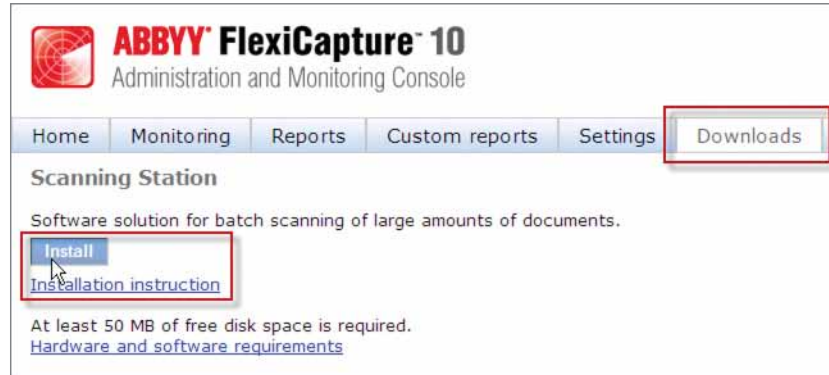 ABBYY® FlexiCapture™ 10
Administration and Monitoring Console
Home Monitoring Reports Custom reports Settings Downloads
Scanning Station
Software solution for batch scanning of large amounts of documents.
Install
Installation instruction
At least 50 MB of free disk space is required.
Hardware and software requirements